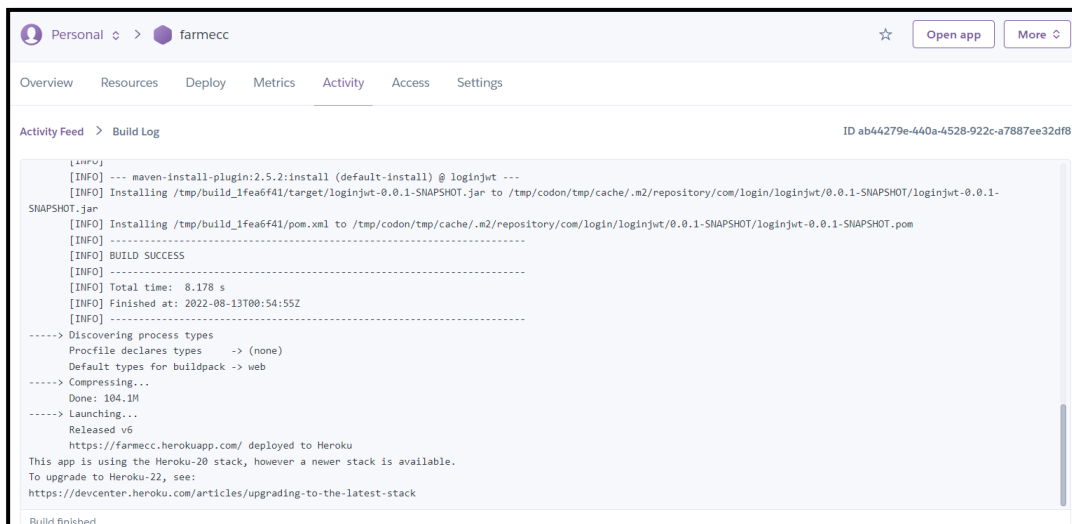 Personal > farmecc Open app More
Overview Resources Deploy Metrics Activity Access Settings
Activity Feed > Build Log ID ab44279e-440a-4528-922c-a7887ee32df8
[INFO]
[INFO] --- maven-install-plugin:2.5.2:install (default-install) @ loginjwt ---
[INFO] Installing /tmp/build_1fea6f41/target/loginjwt-0.0.1-SNAPSHOT.jar to /tmp/codon/tmp/cache/.m2/repository/com/login/loginjwt/0.0.1-SNAPSHOT/loginjwt-0.0.1-
SNAPSHOT.jar
[INFO] Installing /tmp/build_1fea6f41/pom.xml to /tmp/codon/tmp/cache/.m2/repository/com/login/loginjwt/0.0.1-SNAPSHOT/loginjwt-0.0.1-SNAPSHOT.pom
[INFO] ------------------------------------------------------------------------
[INFO] BUILD SUCCESS
[INFO] ------------------------------------------------------------------------
[INFO] Total time:  8.178 s
[INFO] Finished at: 2022-08-13T00:54:55Z
[INFO] ------------------------------------------------------------------------
-----> Discovering process types
Procfile declares types     -> (none)
Default types for buildpack -> web
-----> Compressing...
Done: 104.1M
-----> Launching...
Released v6
https://farmecc.herokuapp.com/ deployed to Heroku
This app is using the Heroku-20 stack, however a newer stack is available.
To upgrade to Heroku-22, see:
https://devcenter.heroku.com/articles/upgrading-to-the-latest-stack
Build finished